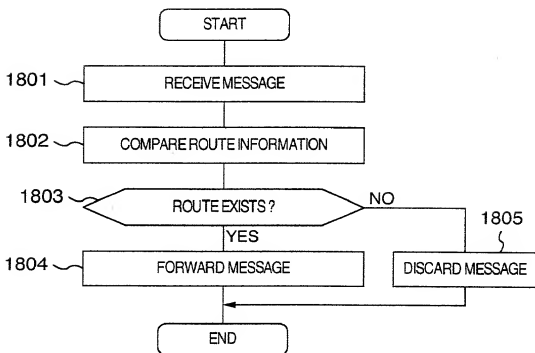 START
1801
RECEIVE MESSAGE
1802
COMPARE ROUTE INFORMATION
1803
ROUTE EXISTS ?
NO
1805
YES
1804
FORWARD MESSAGE
DISCARD MESSAGE
END